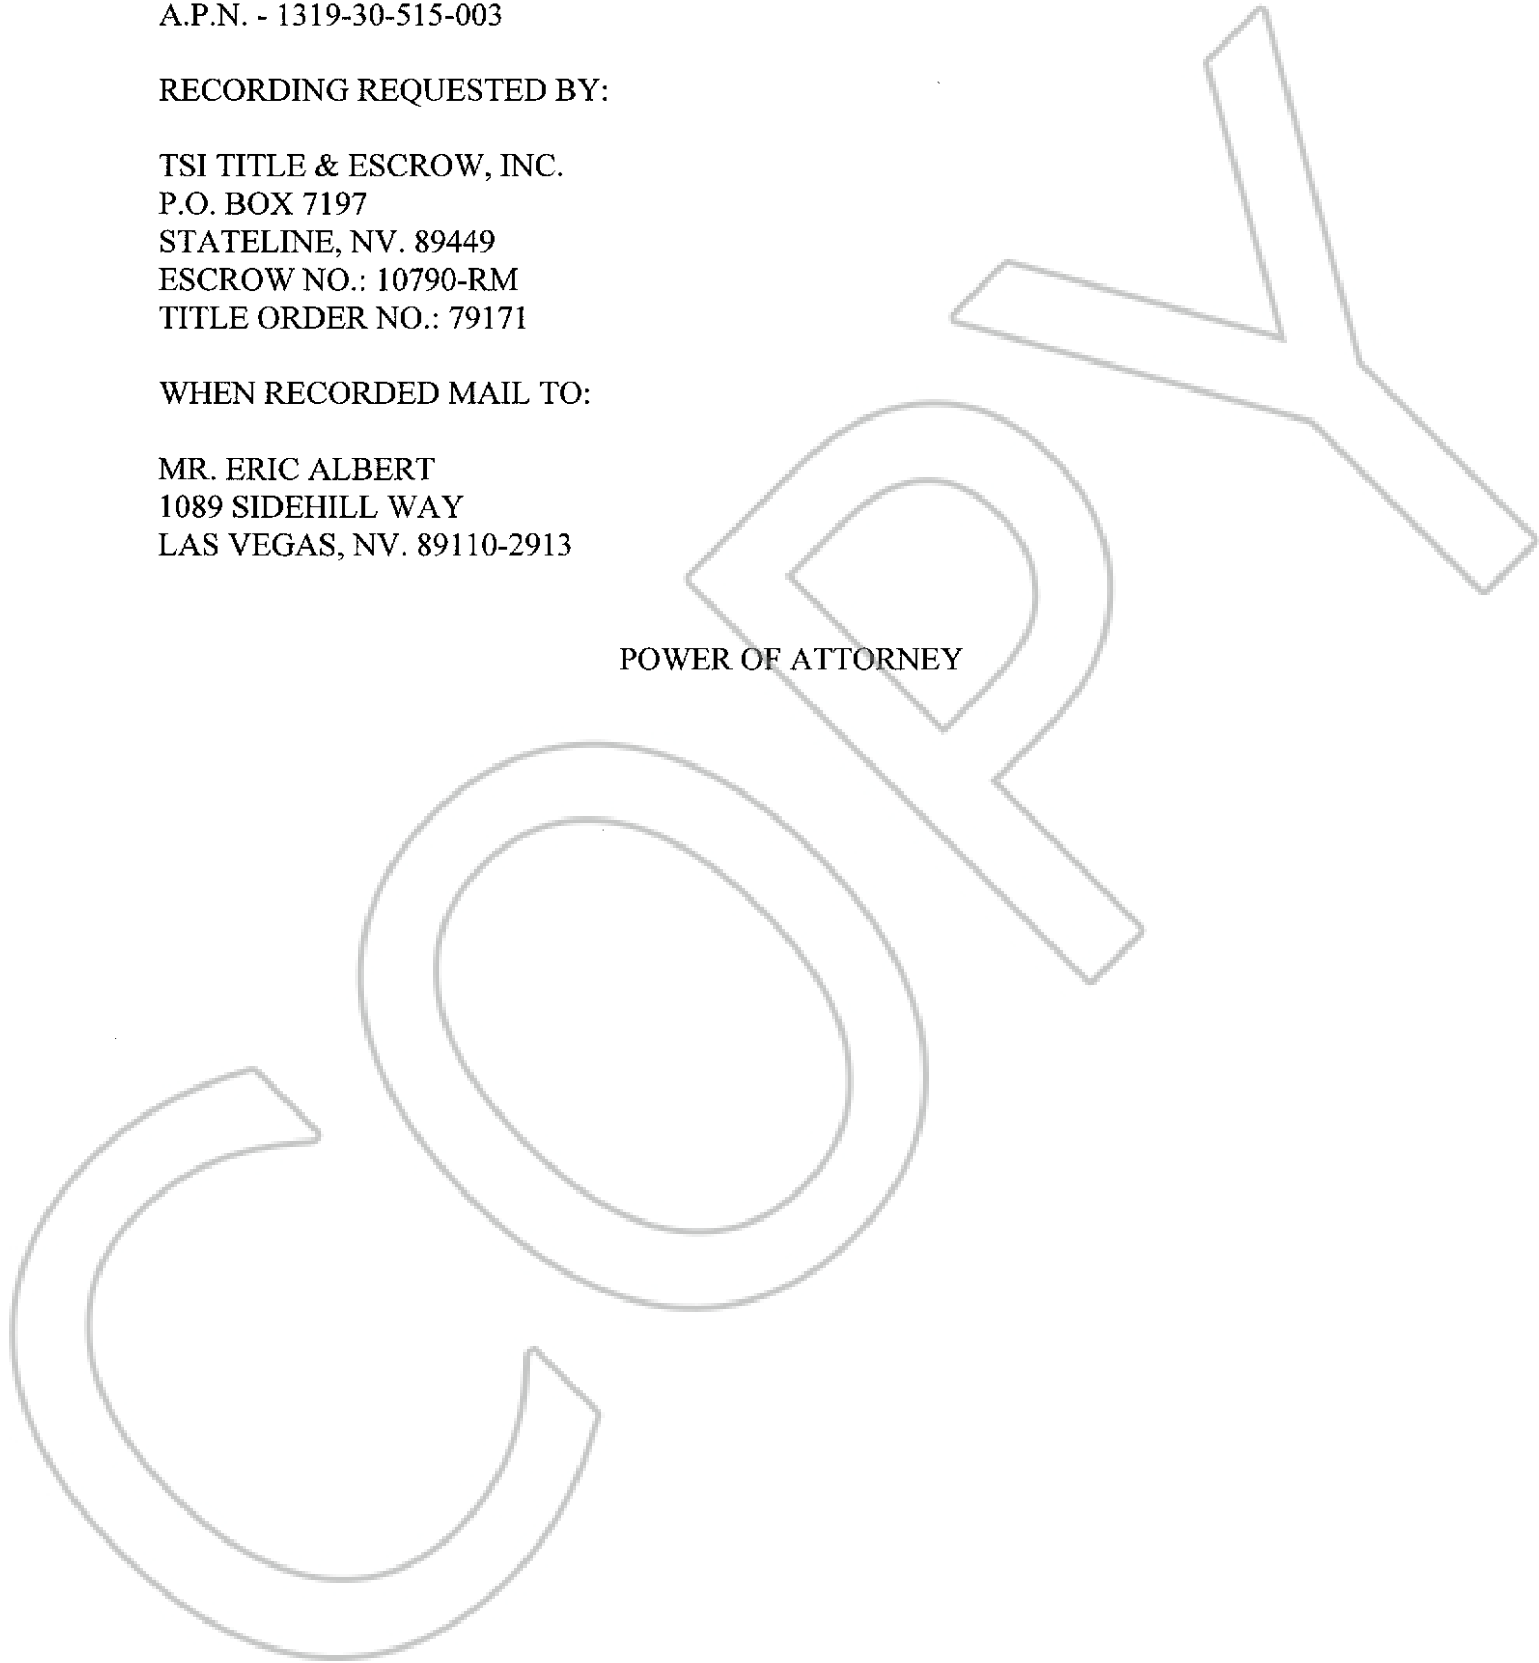 A.P.N. - 1319-30-515-003
RECORDING REQUESTED BY:
TSI TITLE & ESCROW, INC.
P.O. BOX 7197
STATELINE, NV. 89449
ESCROW NO.: 10790-RM
TITLE ORDER NO.: 79171
WHEN RECORDED MAIL TO:
MR. ERIC ALBERT
1089 SIDEHILL WAY
LAS VEGAS, NV. 89110-2913
POWER OF ATTORNEY
COPY